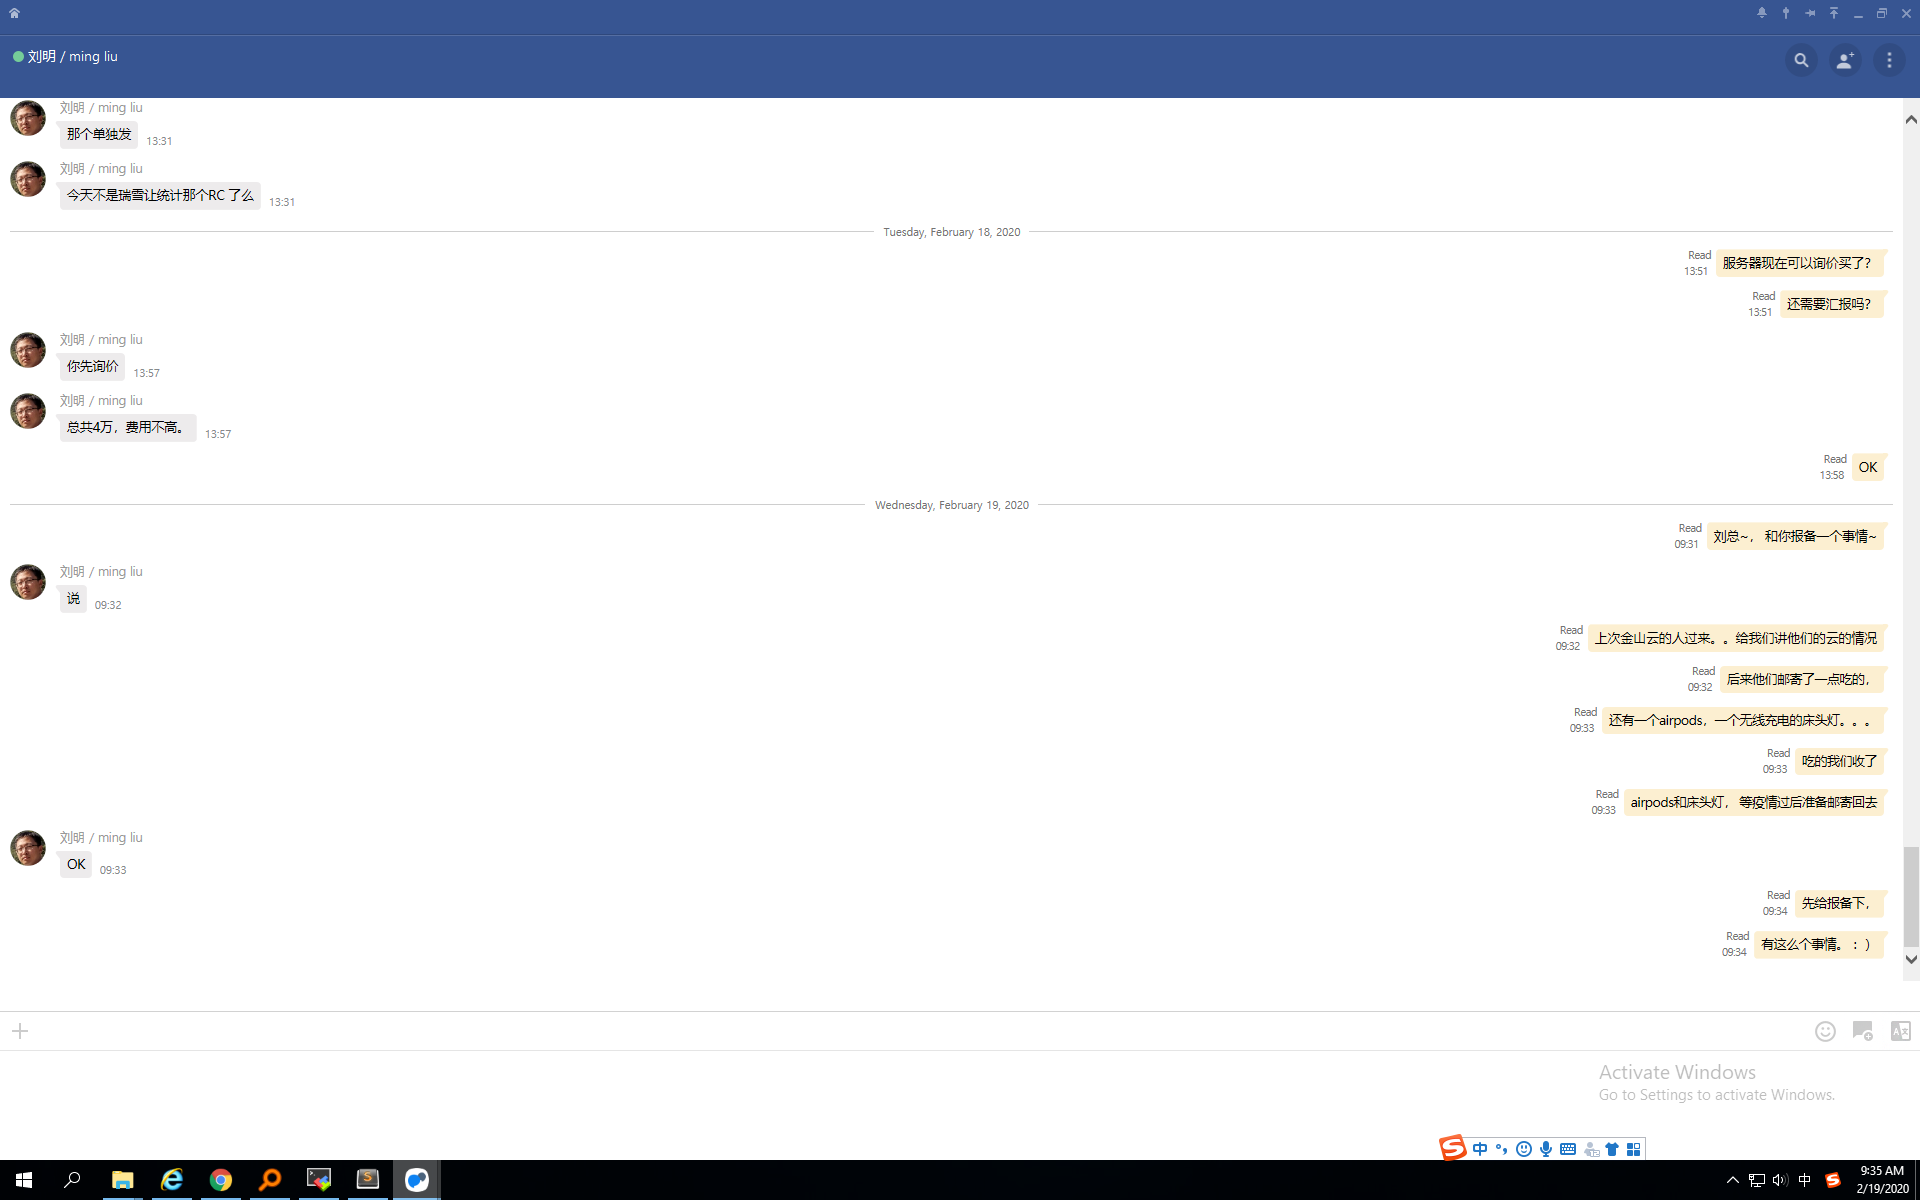 刘明 / ming liu
刘明 / ming liu
那个单独发 13:31
刘明 / ming liu
今天不是瑞雪让统计那个RC 了么 13:31
Tuesday, February 18, 2020
Read
13:51 服务器现在可以询价买了？
Read
13:51 还需要汇报吗？
刘明 / ming liu
你先询价 13:57
刘明 / ming liu
总共4万，费用不高。 13:57
Read
13:58 OK
Wednesday, February 19, 2020
Read
09:31 刘总~， 和你报备一个事情~
刘明 / ming liu
说 09:32
Read
09:32 上次金山云的人过来。。给我们讲他们的云的情况
Read
09:32 后来他们邮寄了一点吃的，
Read
09:33 还有一个airpods，一个无线充电的床头灯。。。
Read
09:33 吃的我们收了
Read
09:33 airpods和床头灯， 等疫情过后准备邮寄回去
刘明 / ming liu
OK 09:33
Read
09:34 先给报备下，
Read
09:34 有这么个事情。：）
Activate Windows
Go to Settings to activate Windows.
中
中
9:35 AM
2/19/2020